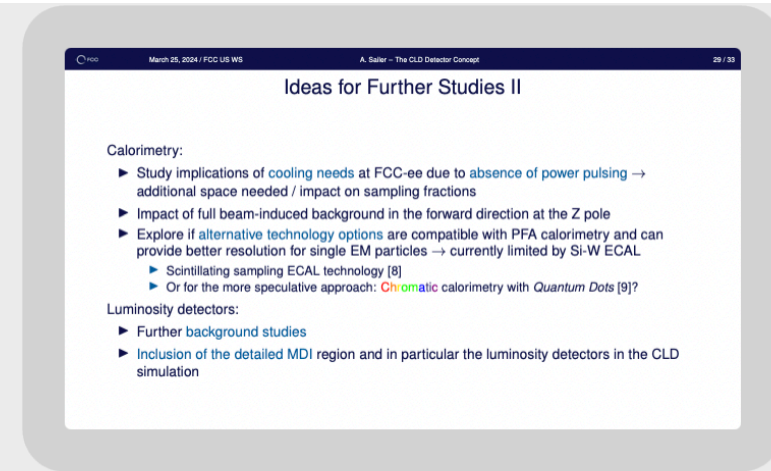 FCC March 25, 2024 / FCC US WS A. Sailer – The CLD Detector Concept 29 / 33
Ideas for Further Studies II
Calorimetry:
► Study implications of cooling needs at FCC-ee due to absence of power pulsing →
additional space needed / impact on sampling fractions
► Impact of full beam-induced background in the forward direction at the Z pole
► Explore if alternative technology options are compatible with PFA calorimetry and can
provide better resolution for single EM particles → currently limited by Si-W ECAL
► Scintillating sampling ECAL technology [8]
► Or for the more speculative approach: Chromatic calorimetry with Quantum Dots [9]?
Luminosity detectors:
► Further background studies
► Inclusion of the detailed MDI region and in particular the luminosity detectors in the CLD
simulation